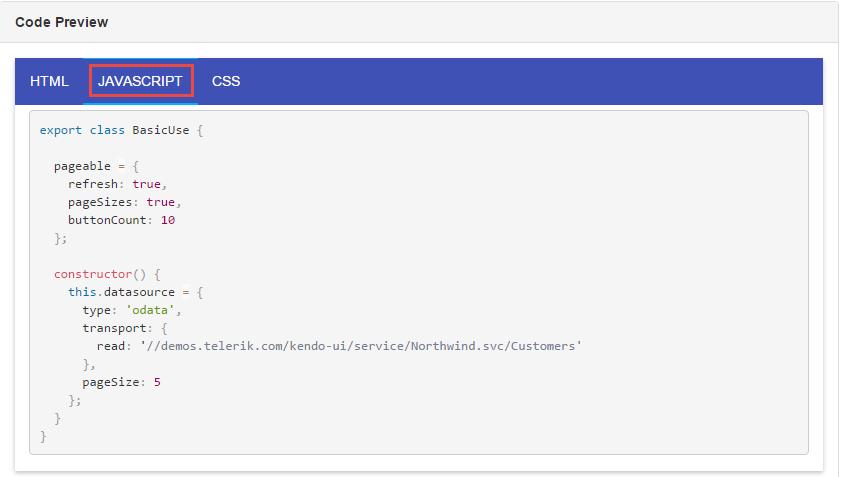 Code Preview
HTML JAVASCRIPT CSS
export class BasicUse {
pageable = {
refresh: true,
pageSizes: true,
buttonCount: 10
};
constructor() {
this.datasource = {
type: 'odata',
transport: {
read: '//demos.telerik.com/kendo-ui/service/Northwind.svc/Customers'
},
pageSize: 5
};
}
}